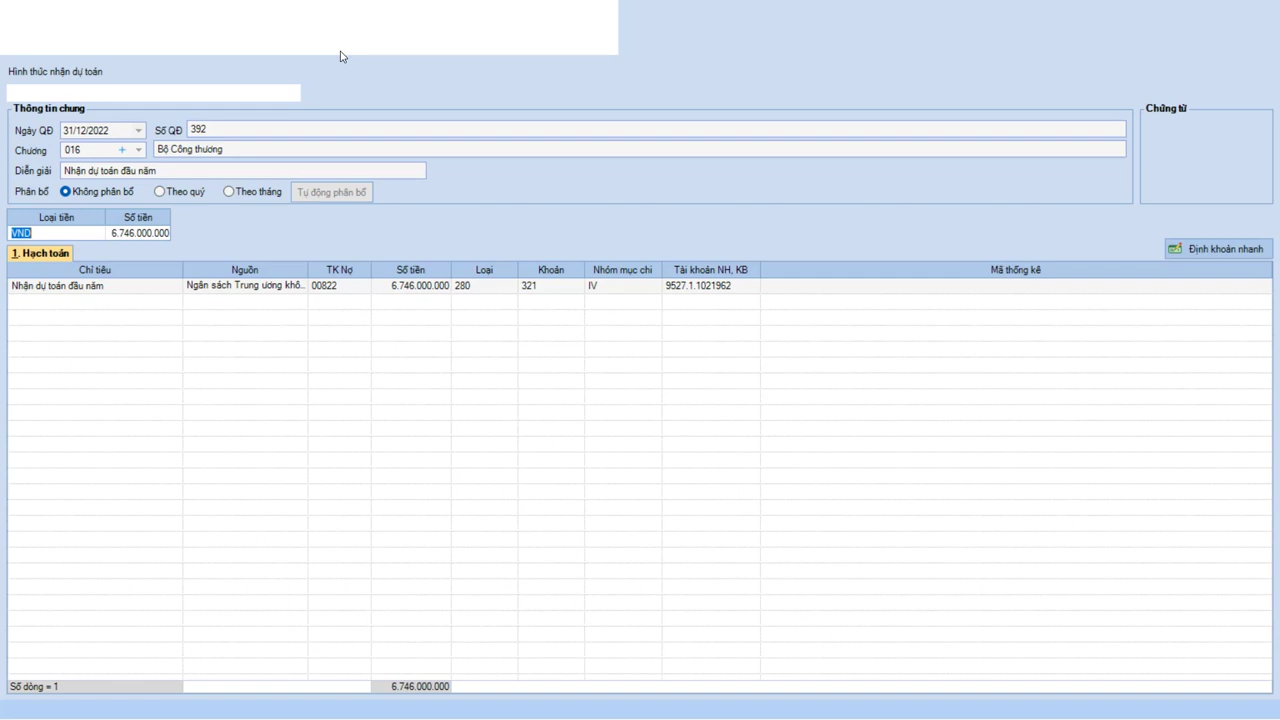 Hình thức nhận dự toán
Thông tin chung
Chứng từ
Ngày QĐ 31/12/2022 Số QĐ 392
Chương 016 + Bộ Công thương
Diễn giải Nhận dự toán đầu năm
Phân bổ Không phân bổ Theo quý Theo tháng Tự động phân bổ
Loại tiền Số tiền
VND 6.746.000.000
1. Hạch toán Định khoản nhanh
Chỉ tiêu Nguồn TK Nợ Số tiền Loại Khoản Nhóm mục chi Tài khoản NH, KB Mã thống kê
Nhận dự toán đầu năm Ngân sách Trung ương khô... 00822 6.746.000.000 280 321 IV 9527.1.1021962
Số dòng = 1 6.746.000.000